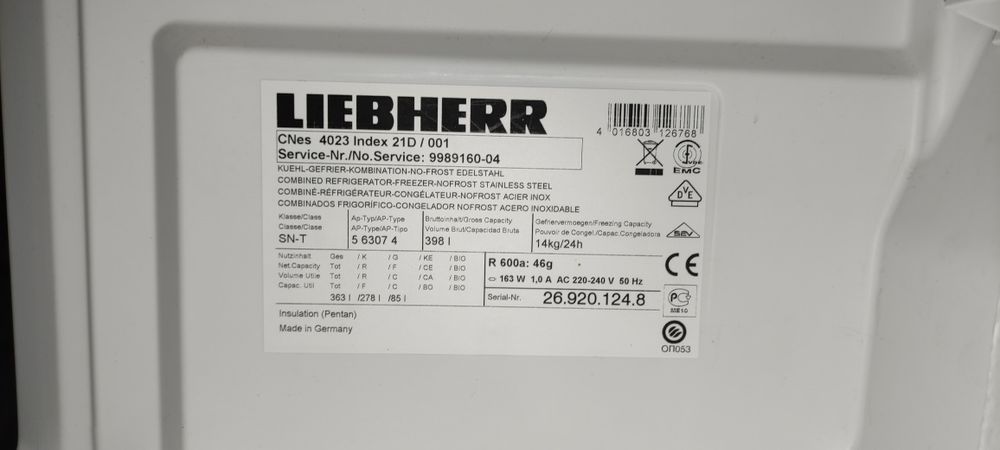 LIEBHERR
4 016803 126768
CNes 4023 Index 21D / 001
Service-Nr./No.Service: 9989160-04
EMC
KUEHL-GEFRIER-KOMBINATION-NO-FROST EDELSTAHL
COMBINED REFRIGERATOR-FREEZER-NOFROST STAINLESS STEEL
COMBINÉ-RÉFRIGÉRATEUR-CONGÉLATEUR-NOFROST ACIER INOX
COMBINADOS FRIGORÍFICO-CONGELADOR NOFROST ACERO INOXIDABLE
DVE
Klasse/Class Ap-Typ/AP-Type Bruttoinhalt/Gross Capacity Gefriervermoegen/Freezing Capacity
Classe/Clase AP-Type/AP-Tipo Volume Brut/Capacidad Bruta Pouvoir de Congel./Capac.Congeladora
SN-T 5 6307 4 398 l 14kg/24h
SEV
Nutzinhalt Ges / K / G / KE / BIO
Net.Capacity Tot / R / F / CE / BIO
Volume Utile Tot / R / C / CA / BIO
Capac. Util Tot / F / C / BO / BIO
363 l /278 l /85 l
R 600a: 46g
163 W 1,0 A AC 220-240 V 50 Hz
CE
Serial-Nr. 26.920.124.8
ME10
Insulation (Pentan)
Made in Germany
ОП053